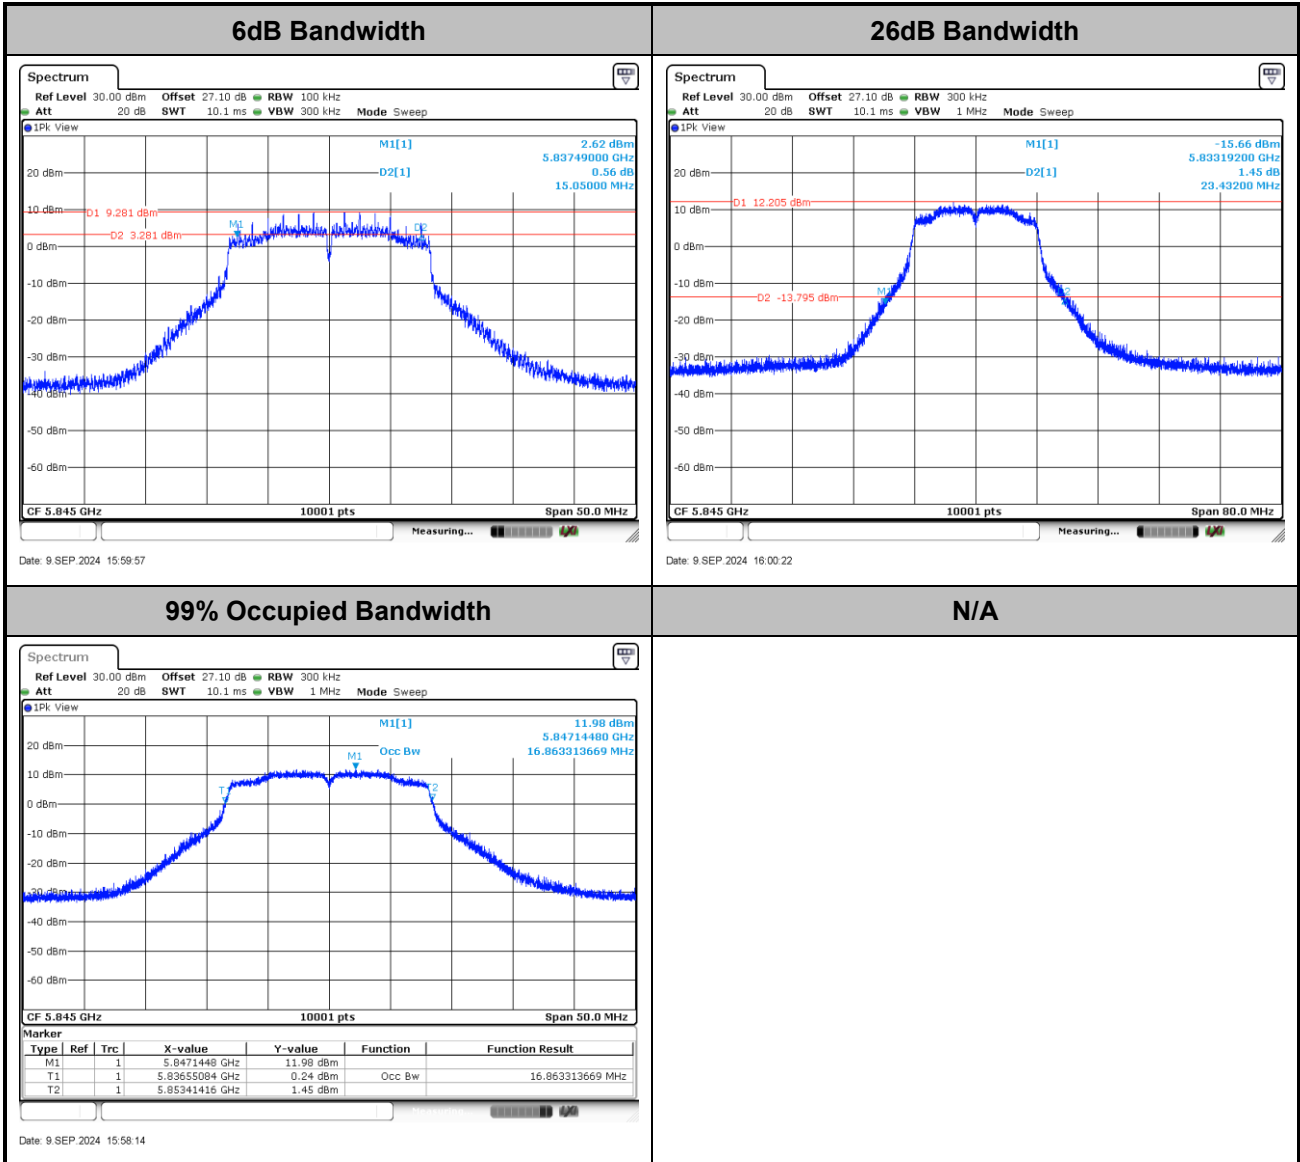 6dB Bandwidth
26dB Bandwidth
Spectrum
Ref Level 30.00 dBm Offset 27.10 dB RBW 100 kHz
Att 20 dB SWT 10.1 ms VBW 300 kHz Mode Sweep
1Pk View
M1[1] 2.62 dBm
5.83749000 GHz
D2[1] 0.56 dB
15.05000 MHz
20 dBm
10 dBm
D1 9.281 dBm
M1
D2
D2 3.281 dBm
0 dBm
-10 dBm
-20 dBm
-30 dBm
-40 dBm
-50 dBm
-60 dBm
CF 5.845 GHz 10001 pts Span 50.0 MHz
Measuring...
Date: 9.SEP.2024 15:59:57
Spectrum
Ref Level 30.00 dBm Offset 27.10 dB RBW 300 kHz
Att 20 dB SWT 10.1 ms VBW 1 MHz Mode Sweep
1Pk View
M1[1] -15.66 dBm
5.83319200 GHz
D2[1] 1.45 dB
23.43200 MHz
20 dBm
D1 12.205 dBm
10 dBm
0 dBm
-10 dBm
M1
D2 -13.795 dBm
-20 dBm
-30 dBm
-40 dBm
-50 dBm
-60 dBm
CF 5.845 GHz 10001 pts Span 80.0 MHz
Measuring...
Date: 9.SEP.2024 16:00:22
99% Occupied Bandwidth
N/A
Spectrum
Ref Level 30.00 dBm Offset 27.10 dB RBW 300 kHz
Att 20 dB SWT 10.1 ms VBW 1 MHz Mode Sweep
1Pk View
M1[1] 11.98 dBm
5.84714480 GHz
Occ Bw 16.863313669 MHz
20 dBm
M1
10 dBm
0 dBm
-10 dBm
-20 dBm
-30 dBm
-40 dBm
-50 dBm
-60 dBm
CF 5.845 GHz 10001 pts Span 50.0 MHz
Marker
Type Ref Trc X-value Y-value Function Function Result
M1 1 5.8471448 GHz 11.98 dBm
T1 1 5.83655084 GHz 0.24 dBm Occ Bw 16.863313669 MHz
T2 1 5.85341416 GHz 1.45 dBm
Date: 9.SEP.2024 15:58:14